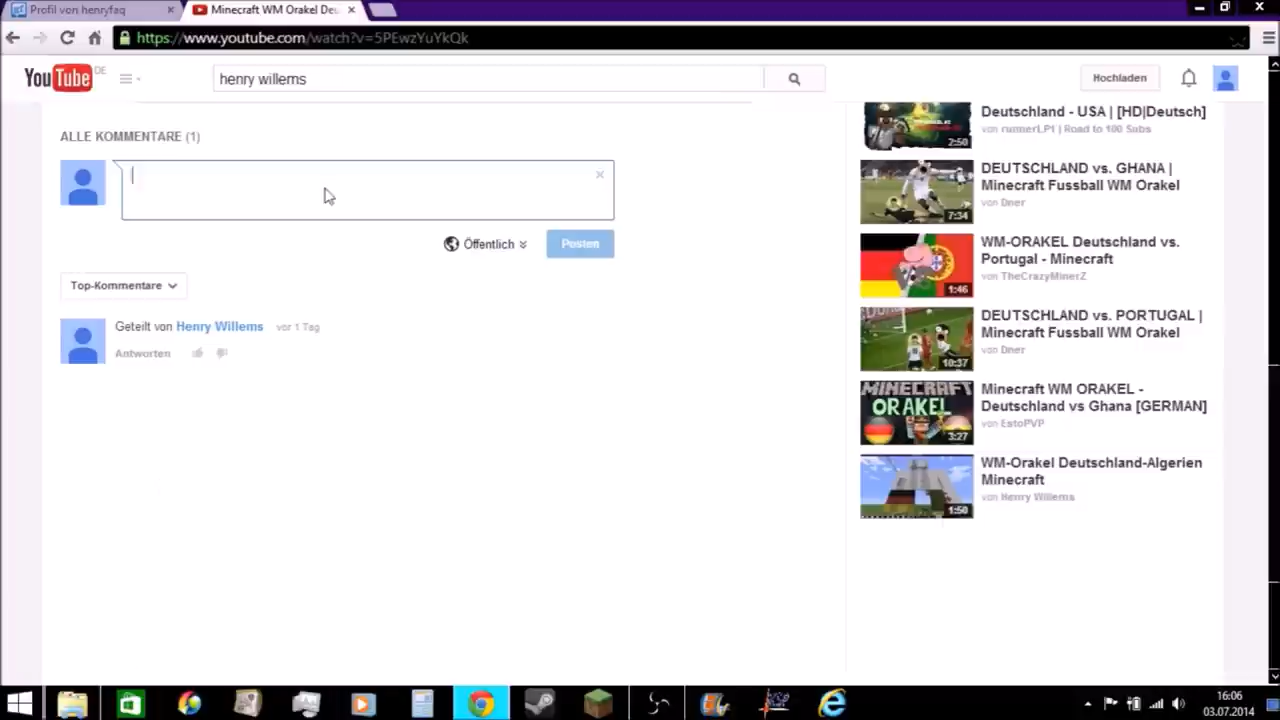 Profil von henryfaq
Minecraft WM Orakel Deu
https://www.youtube.com/watch?v=5PEwzYuYkQk
YouTube DE
henry willems
Hochladen
ALLE KOMMENTARE (1)
Öffentlich
Posten
Top-Kommentare
Geteilt von Henry Willems vor 1 Tag
Antworten
Deutschland - USA | [HD|Deutsch]
von runnerLP1 | Road to 100 Sabs
2:50
DEUTSCHLAND vs. GHANA |
Minecraft Fussball WM Orakel
von Dner
7:34
WM-ORAKEL Deutschland vs.
Portugal - Minecraft
von TheCrazyMinerZ
1:46
DEUTSCHLAND vs. PORTUGAL |
Minecraft Fussball WM Orakel
von Dner
10:37
MINECRAFT
ORAKEL
Minecraft WM ORAKEL -
Deutschland vs Ghana [GERMAN]
von EstoPVP
3:27
WM-Orakel Deutschland-Algerien
Minecraft
von Henry Willems
1:50
16:06
03.07.2014